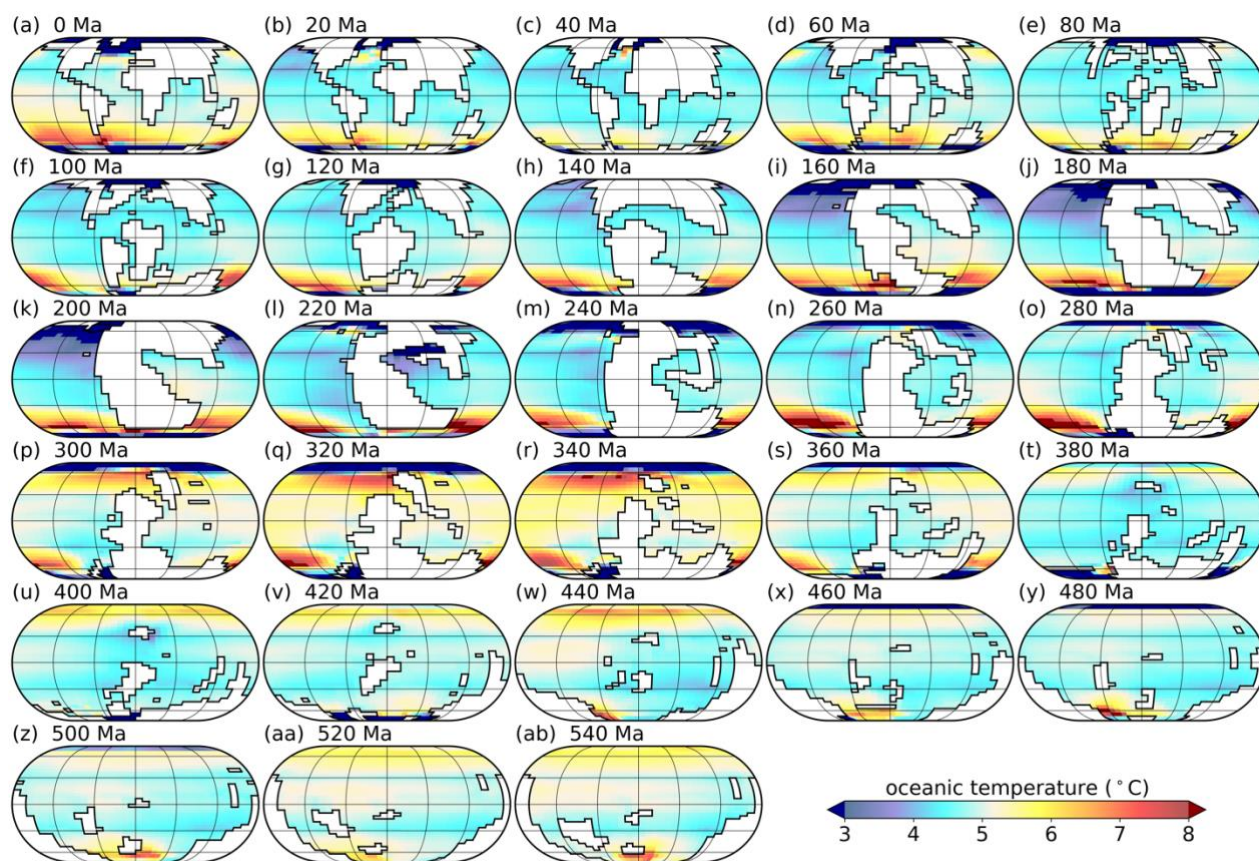 (a) 0 Ma (b) 20 Ma (c) 40 Ma (d) 60 Ma (e) 80 Ma
(f) 100 Ma (g) 120 Ma (h) 140 Ma (i) 160 Ma (j) 180 Ma
(k) 200 Ma (l) 220 Ma (m) 240 Ma (n) 260 Ma (o) 280 Ma
(p) 300 Ma (q) 320 Ma (r) 340 Ma (s) 360 Ma (t) 380 Ma
(u) 400 Ma (v) 420 Ma (w) 440 Ma (x) 460 Ma (y) 480 Ma
(z) 500 Ma (aa) 520 Ma (ab) 540 Ma
oceanic temperature (°C)
3 4 5 6 7 8